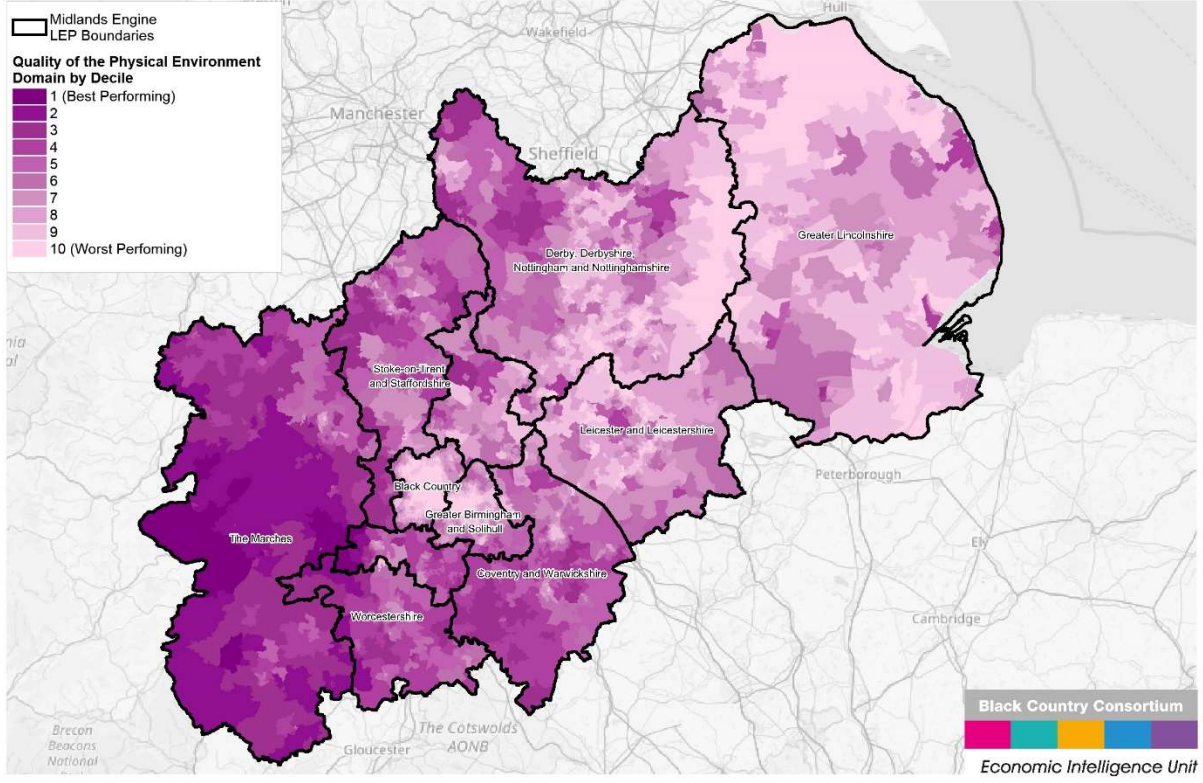 Midlands Engine
LEP Boundaries
Quality of the Physical Environment
Domain by Decile
1 (Best Performing)
2
3
4
5
6
7
8
9
10 (Worst Perfoming)
Hull
Wakefield
Manchester
Sheffield
Greater Lincolnshire
Derby, Derbyshire,
Nottingham and Nottinghamshire
Stoke-on-Trent
and Staffordshire
Leicester and Leicestershire
Peterborough
Black Country
Greater Birmingham
and Solihull
The Marches
Ely
Coventry and Warwickshire
Worcestershire
Cambridge
Brecon
Beacons
National
The Cotswolds
AONB
Gloucester
Black Country Consortium
Economic Intelligence Unit